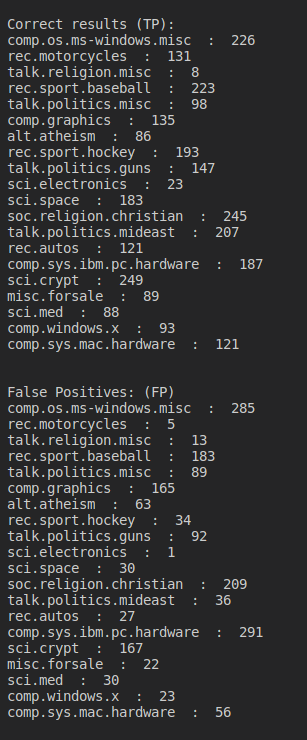 Correct results (TP):
comp.os.ms-windows.misc  :  226
rec.motorcycles  :  131
talk.religion.misc  :  8
rec.sport.baseball  :  223
talk.politics.misc  :  98
comp.graphics  :  135
alt.atheism  :  86
rec.sport.hockey  :  193
talk.politics.guns  :  147
sci.electronics  :  23
sci.space  :  183
soc.religion.christian  :  245
talk.politics.mideast  :  207
rec.autos  :  121
comp.sys.ibm.pc.hardware  :  187
sci.crypt  :  249
misc.forsale  :  89
sci.med  :  88
comp.windows.x  :  93
comp.sys.mac.hardware  :  121
False Positives: (FP)
comp.os.ms-windows.misc  :  285
rec.motorcycles  :  5
talk.religion.misc  :  13
rec.sport.baseball  :  183
talk.politics.misc  :  89
comp.graphics  :  165
alt.atheism  :  63
rec.sport.hockey  :  34
talk.politics.guns  :  92
sci.electronics  :  1
sci.space  :  30
soc.religion.christian  :  209
talk.politics.mideast  :  36
rec.autos  :  27
comp.sys.ibm.pc.hardware  :  291
sci.crypt  :  167
misc.forsale  :  22
sci.med  :  30
comp.windows.x  :  23
comp.sys.mac.hardware  :  56